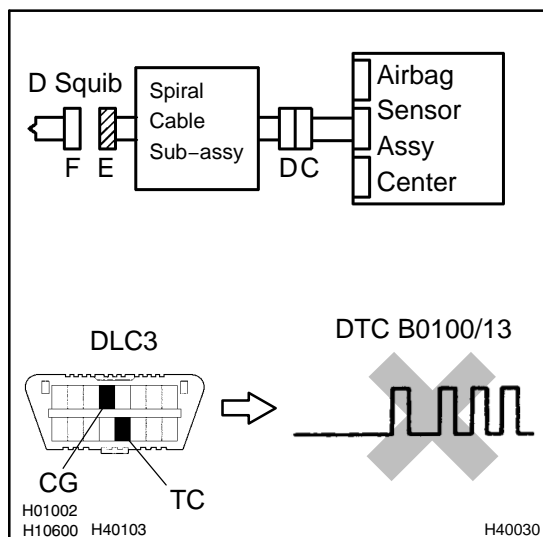 D Squib
F E
Spiral
Cable
Sub-assy
D C
Airbag
Sensor
Assy
Center
DTC B0100/13
DLC3
CG
TC
H01002
H10600 H40103
H40030